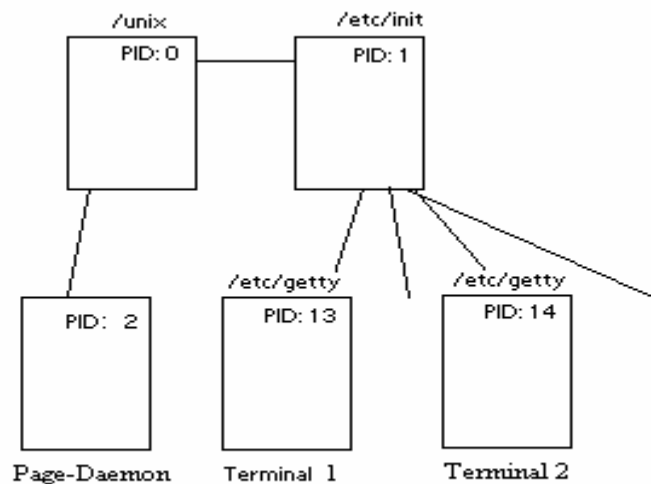 /unix
/etc/init
PID: 0
PID: 1
/etc/getty
/etc/getty
PID: 2
PID: 13
PID: 14
Page-Daemon
Terminal 1
Terminal 2